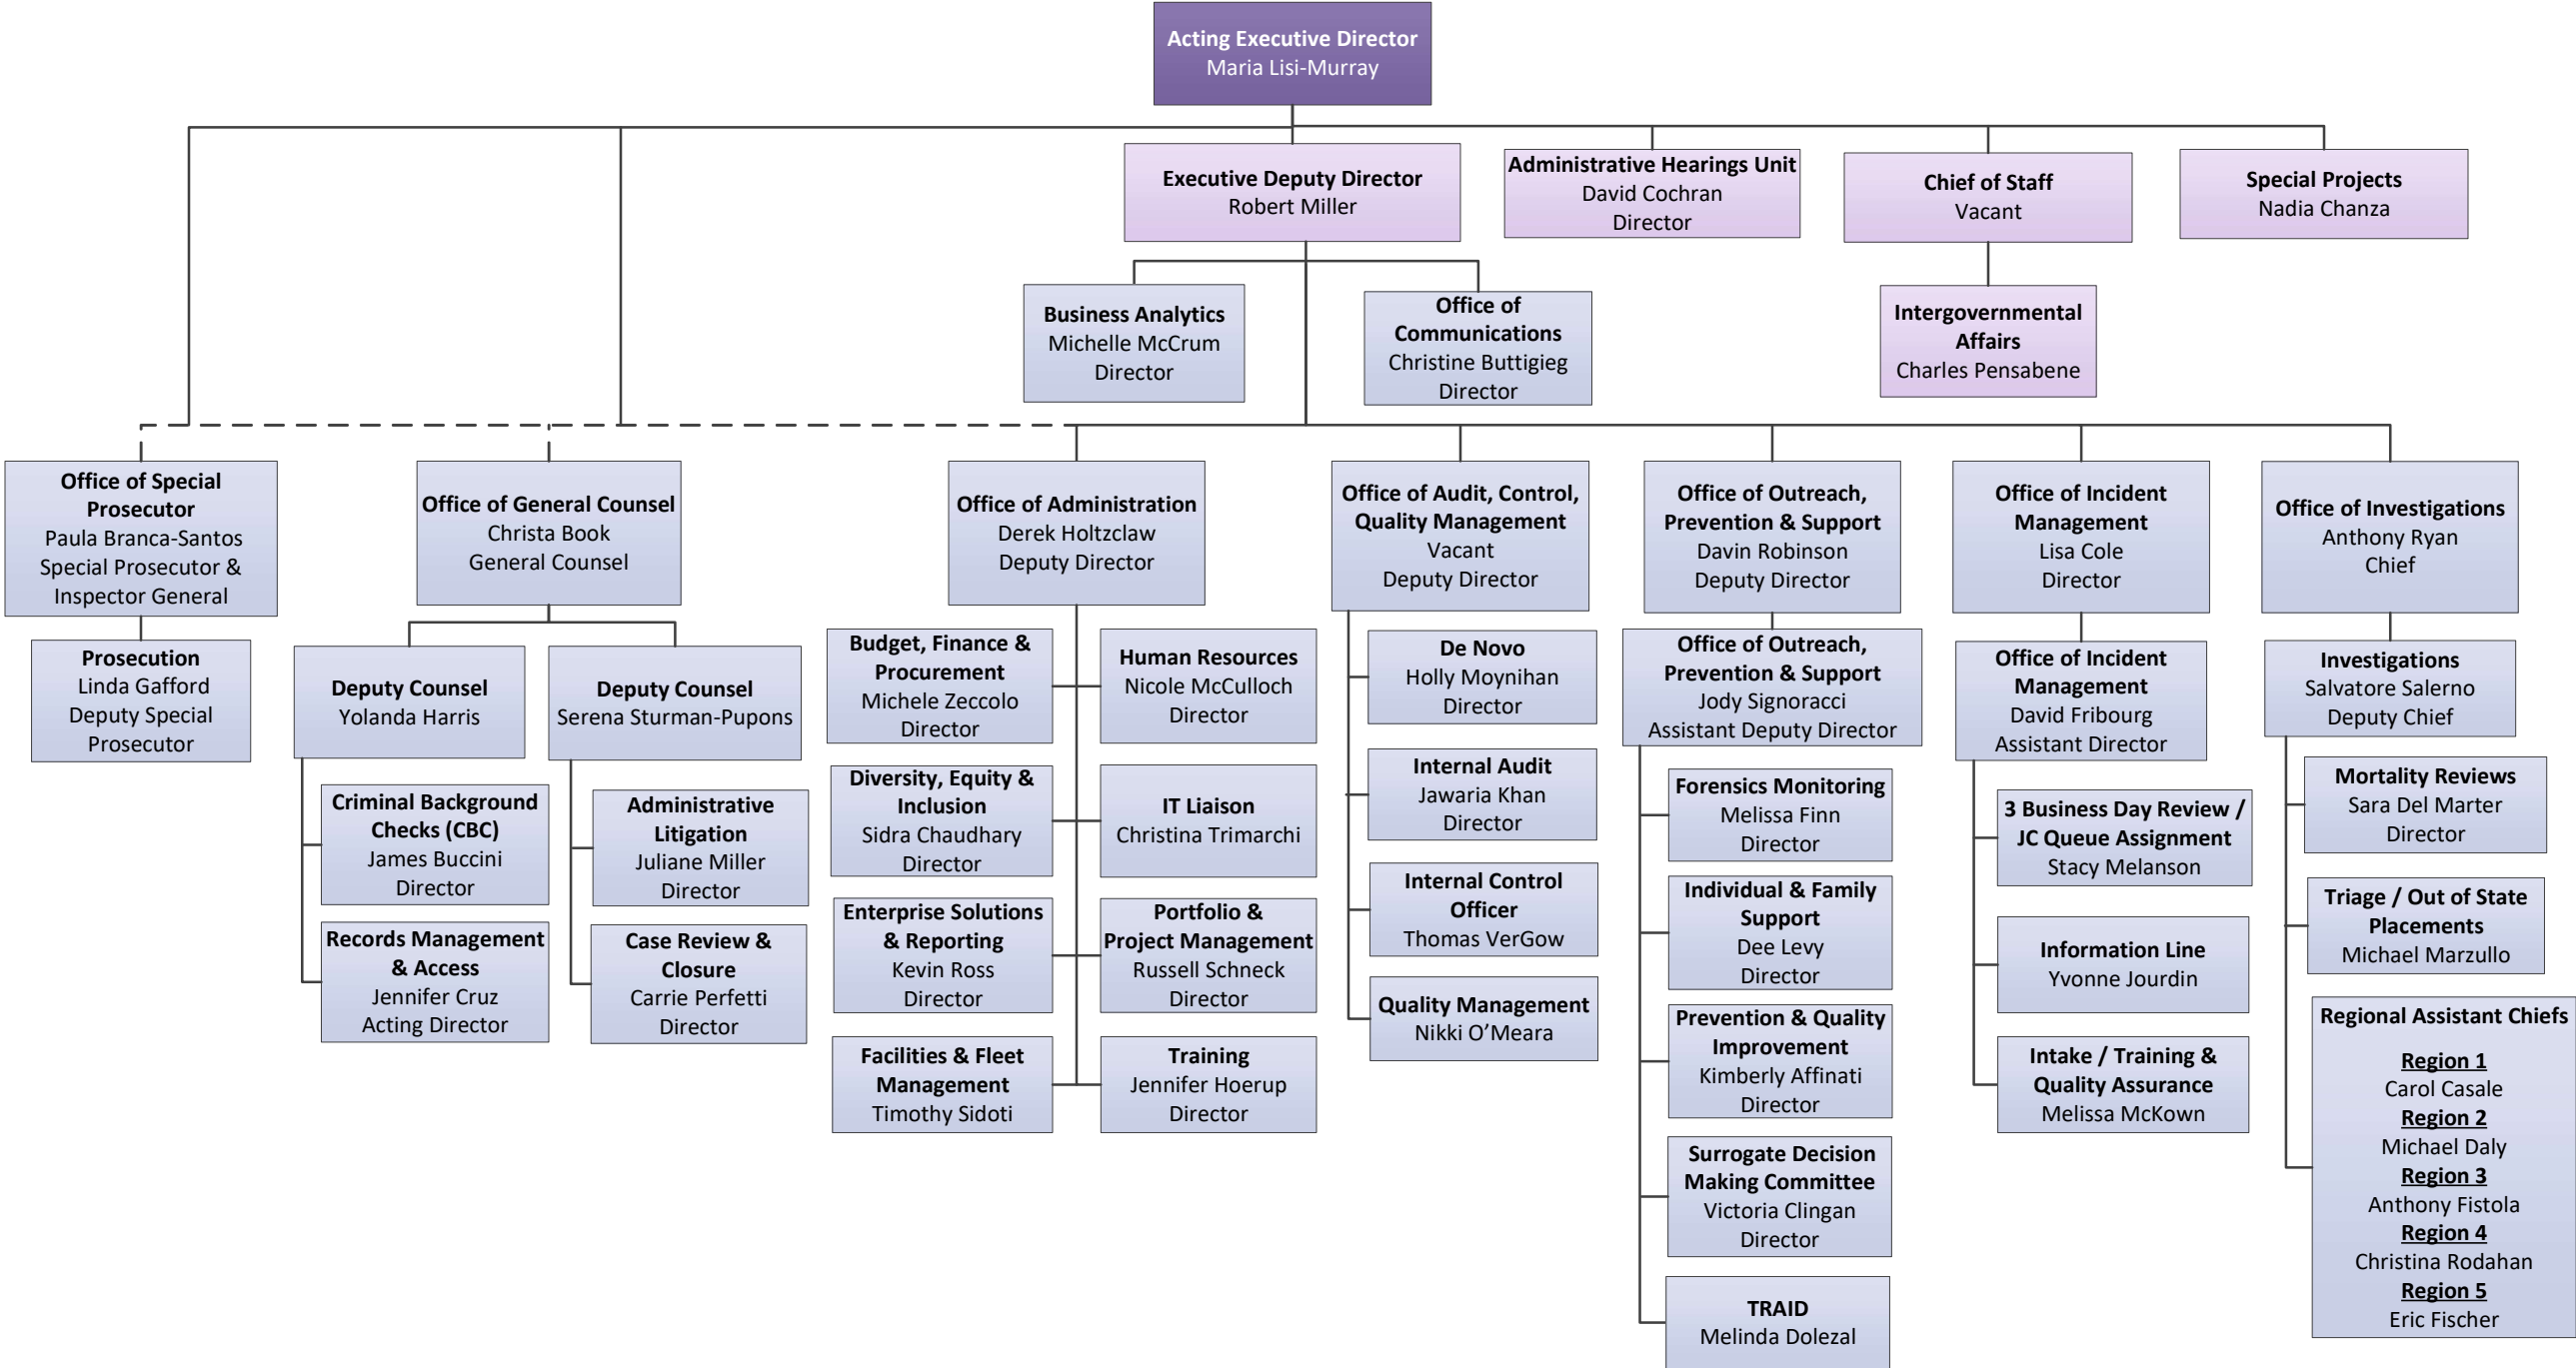 Acting Executive Director
Maria Lisi-Murray
Executive Deputy Director
Robert Miller
Administrative Hearings Unit
David Cochran
Director
Chief of Staff
Vacant
Special Projects
Nadia Chanza
Business Analytics
Michelle McCrum
Director
Office of
Communications
Christine Buttigieg
Director
Intergovernmental
Affairs
Charles Pensabene
Office of Special
Prosecutor
Paula Branca-Santos
Special Prosecutor &
Inspector General
Office of General Counsel
Christa Book
General Counsel
Office of Administration
Derek Holtzclaw
Deputy Director
Office of Audit, Control,
Quality Management
Vacant
Deputy Director
Office of Outreach,
Prevention & Support
Davin Robinson
Deputy Director
Office of Incident
Management
Lisa Cole
Director
Office of Investigations
Anthony Ryan
Chief
Prosecution
Linda Gafford
Deputy Special
Prosecutor
Deputy Counsel
Yolanda Harris
Deputy Counsel
Serena Sturman-Pupons
Criminal Background
Checks (CBC)
James Buccini
Director
Records Management
& Access
Jennifer Cruz
Acting Director
Administrative
Litigation
Juliane Miller
Director
Case Review &
Closure
Carrie Perfetti
Director
Budget, Finance &
Procurement
Michele Zeccolo
Director
Human Resources
Nicole McCulloch
Director
Diversity, Equity &
Inclusion
Sidra Chaudhary
Director
IT Liaison
Christina Trimarchi
Enterprise Solutions
& Reporting
Kevin Ross
Director
Portfolio &
Project Management
Russell Schneck
Director
Facilities & Fleet
Management
Timothy Sidoti
Training
Jennifer Hoerup
Director
De Novo
Holly Moynihan
Director
Internal Audit
Jawaria Khan
Director
Internal Control
Officer
Thomas VerGow
Quality Management
Nikki O’Meara
Office of Outreach,
Prevention & Support
Jody Signoracci
Assistant Deputy Director
Forensics Monitoring
Melissa Finn
Director
Individual & Family
Support
Dee Levy
Director
Prevention & Quality
Improvement
Kimberly Affinati
Director
Surrogate Decision
Making Committee
Victoria Clingan
Director
TRAID
Melinda Dolezal
Office of Incident
Management
David Fribourg
Assistant Director
3 Business Day Review /
JC Queue Assignment
Stacy Melanson
Information Line
Yvonne Jourdin
Intake / Training &
Quality Assurance
Melissa McKown
Investigations
Salvatore Salerno
Deputy Chief
Mortality Reviews
Sara Del Marter
Director
Triage / Out of State
Placements
Michael Marzullo
Regional Assistant Chiefs
Region 1
Carol Casale
Region 2
Michael Daly
Region 3
Anthony Fistola
Region 4
Christina Rodahan
Region 5
Eric Fischer